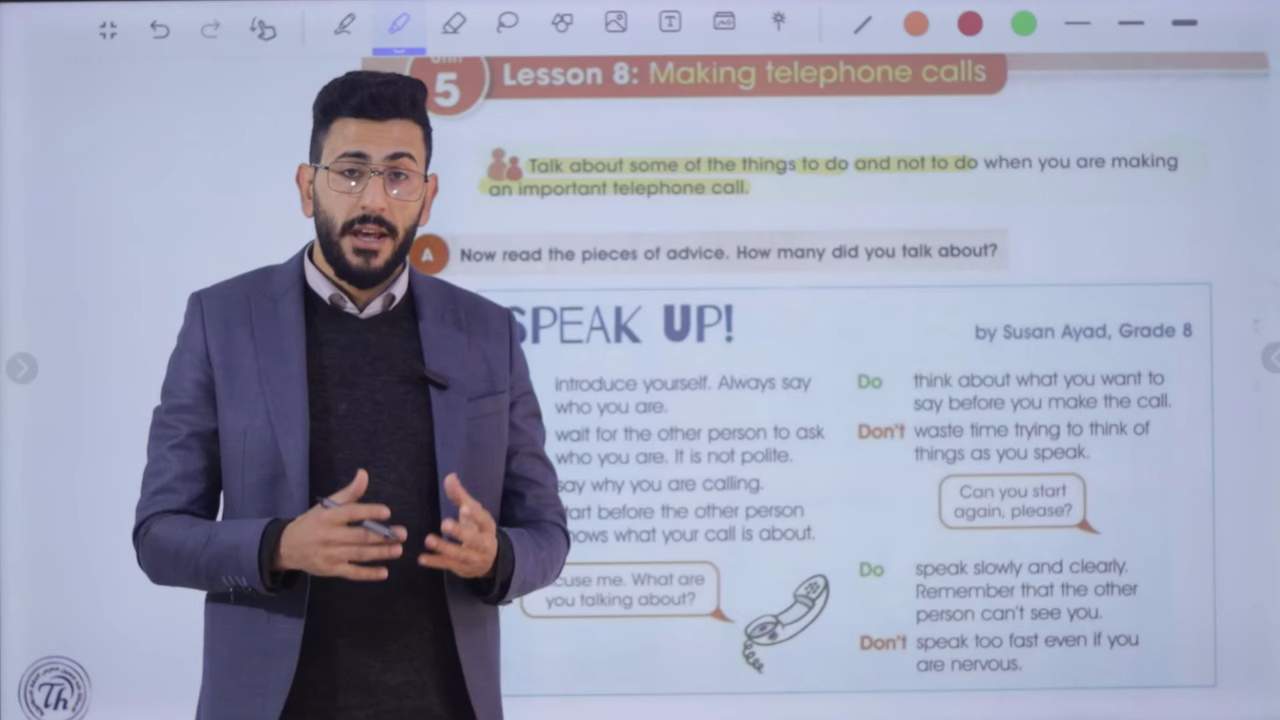 5
Lesson 8: Making telephone calls
Talk about some of the things to do and not to do when you are making
an important telephone call.
A Now read the pieces of advice. How many did you talk about?
SPEAK UP!
by Susan Ayad, Grade 8
introduce yourself. Always say
who you are.
wait for the other person to ask
who you are. It is not polite.
say why you are calling.
before the other person
what your call is about.
me. What are
you talking about?
Do think about what you want to
say before you make the call.
Don't waste time trying to think of
things as you speak.
Can you start
again, please?
Do speak slowly and clearly.
Remember that the other
person can't see you.
Don't speak too fast even if you
are nervous.
Th